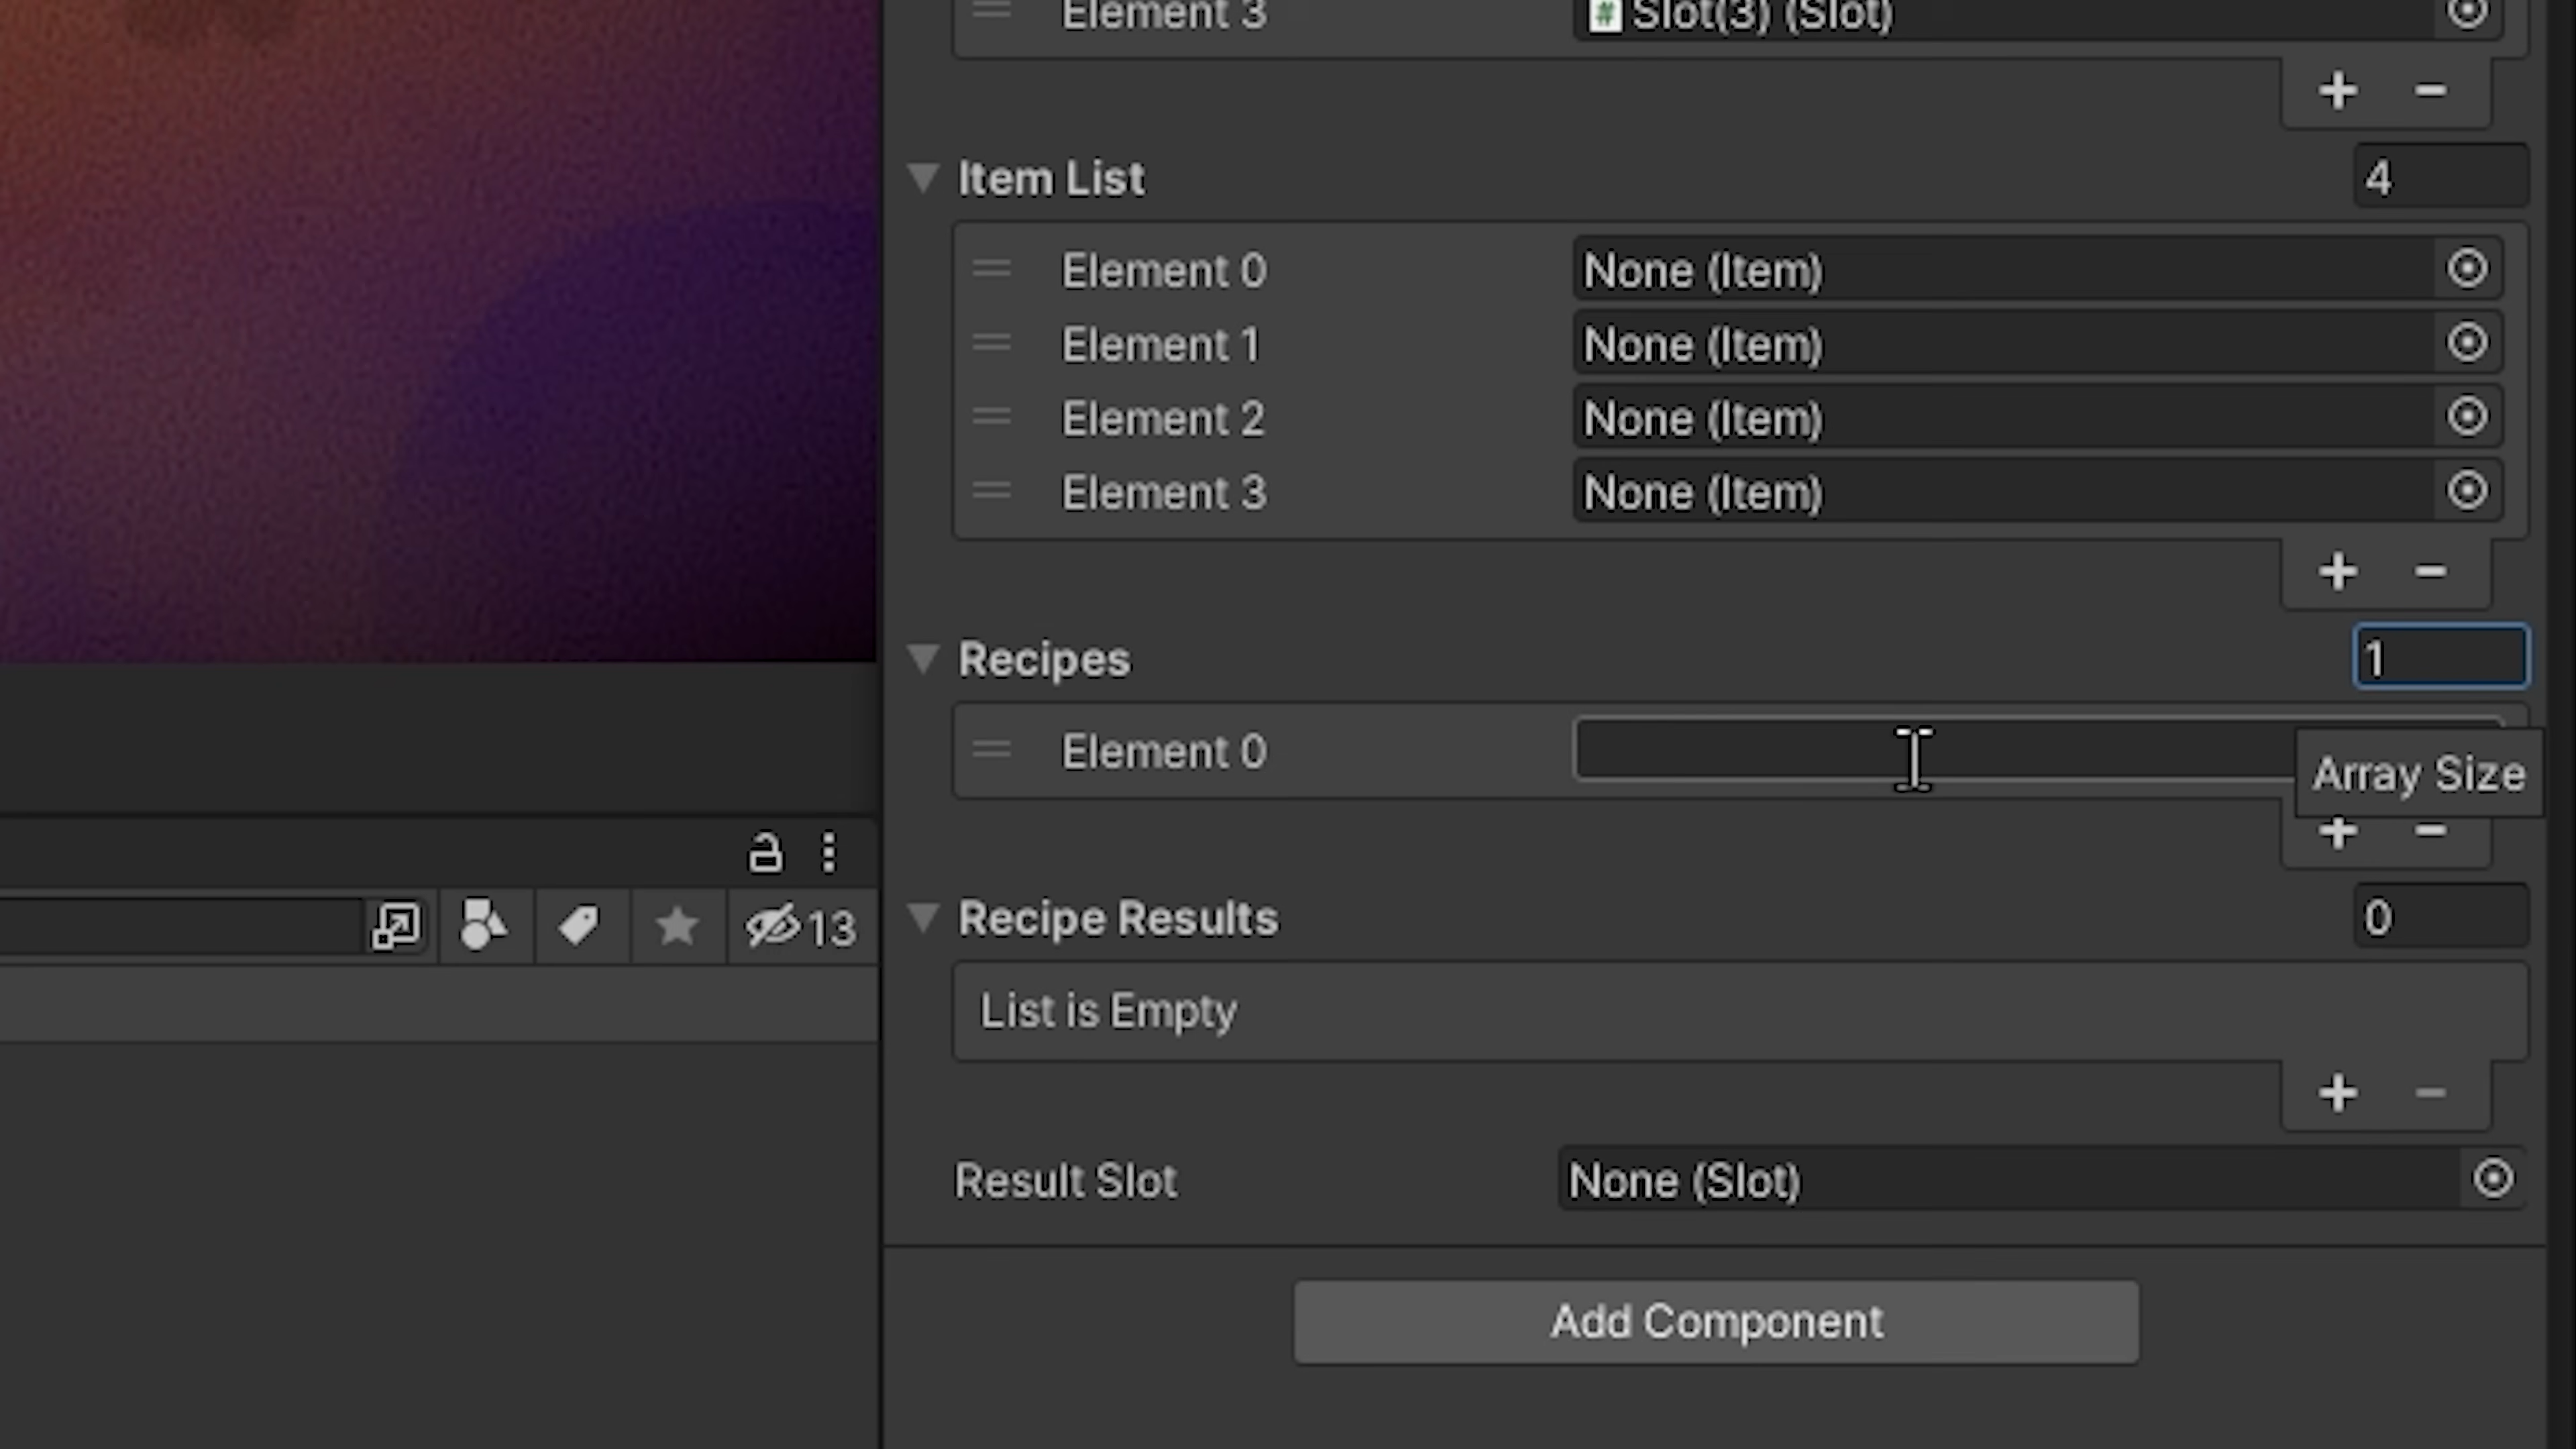 Element 3 Slot(3) (Slot)
Item List 4
Element 0 None (Item)
Element 1 None (Item)
Element 2 None (Item)
Element 3 None (Item)
Recipes 1
Element 0
Array Size
13
Recipe Results 0
List is Empty
Result Slot None (Slot)
Add Component